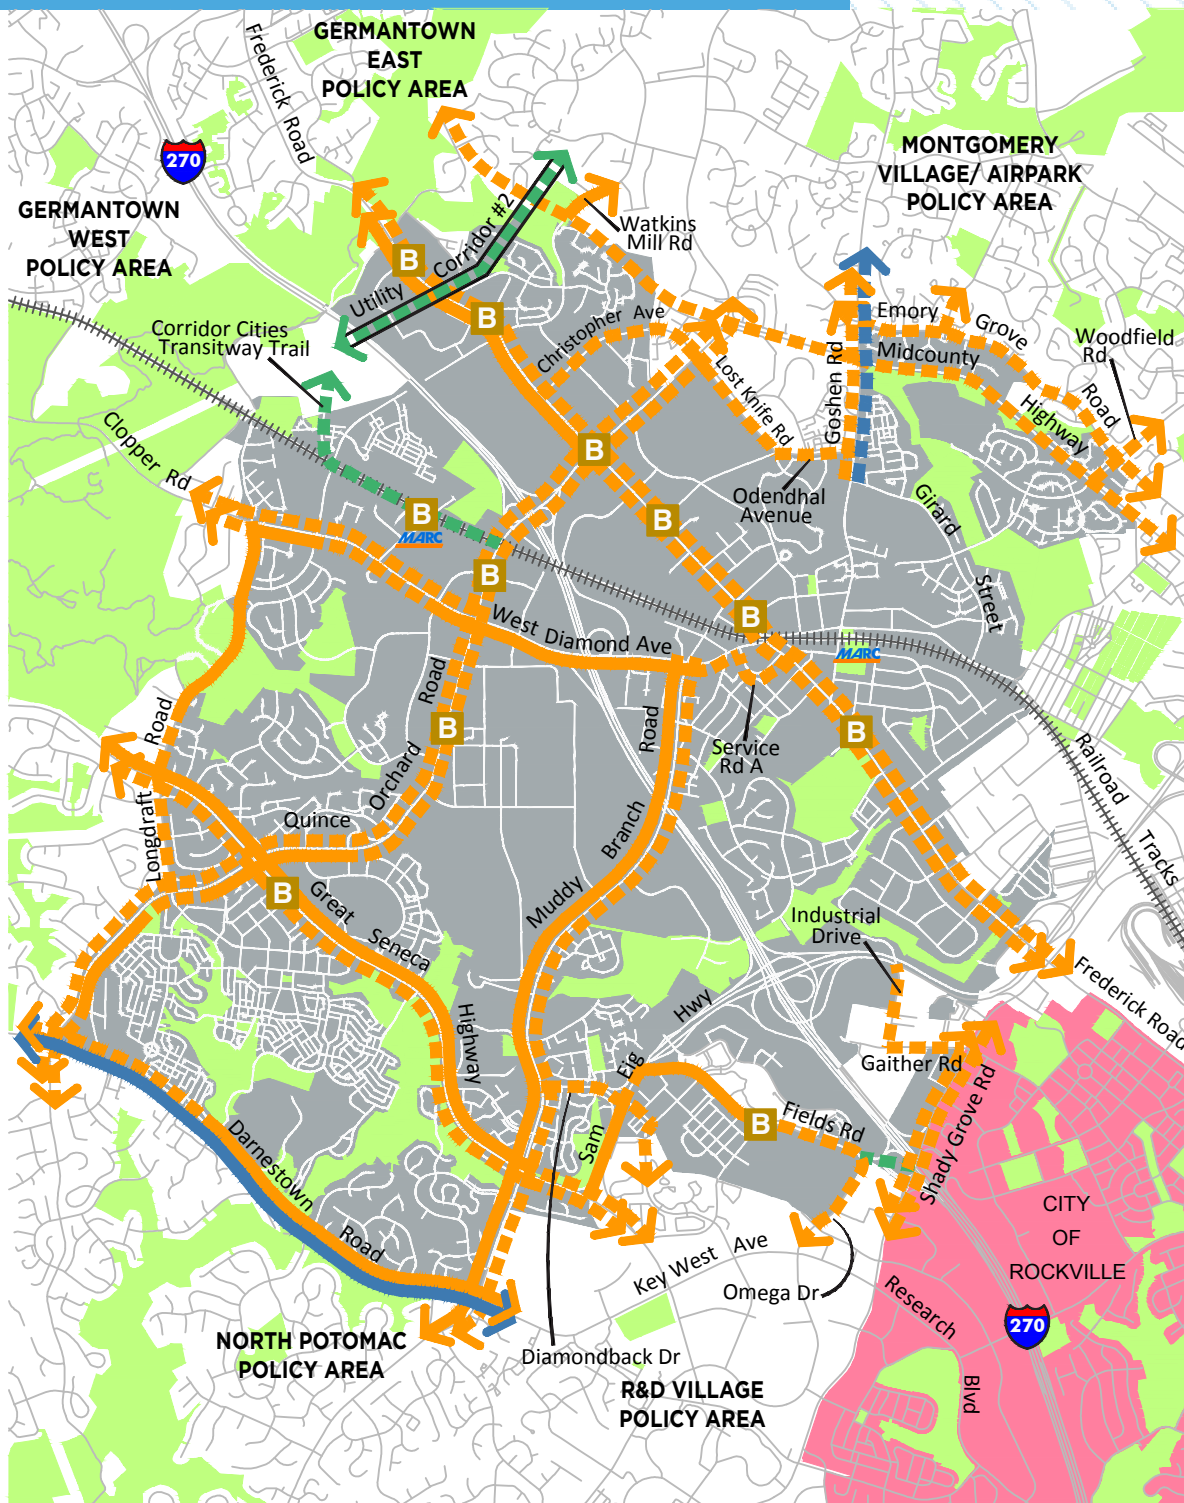 GERMANTOWN
EAST
POLICY AREA
Frederick Road
270
MONTGOMERY
VILLAGE/ AIRPARK
POLICY AREA
GERMANTOWN
WEST
POLICY AREA
Watkins
Mill Rd
Utility
Corridor #2
B
B
Corridor Cities
Transitway Trail
Christopher Ave
Emory
Grove
Road
Midcounty
Highway
Woodfield
Rd
Goshen Rd
Lost Knife Rd
Clopper Rd
B
Odendhal
Avenue
Girard
Street
B
MARC
B
B
B
West Diamond Ave
MARC
Road
Road
Road
B
B
Service
Rd A
Railroad
Tracks
Longdraft
Quince
Orchard
Branch
Muddy
B
Great
Seneca
Highway
Industrial
Drive
Frederick Road
Hwy
Eig
Sam
Gaither Rd
B
Fields Rd
Shady Grove Rd
Darnestown
Road
CITY
OF
ROCKVILLE
Key West Ave
Omega Dr
Research
Blvd
270
NORTH POTOMAC
POLICY AREA
Diamondback Dr
R&D VILLAGE
POLICY AREA